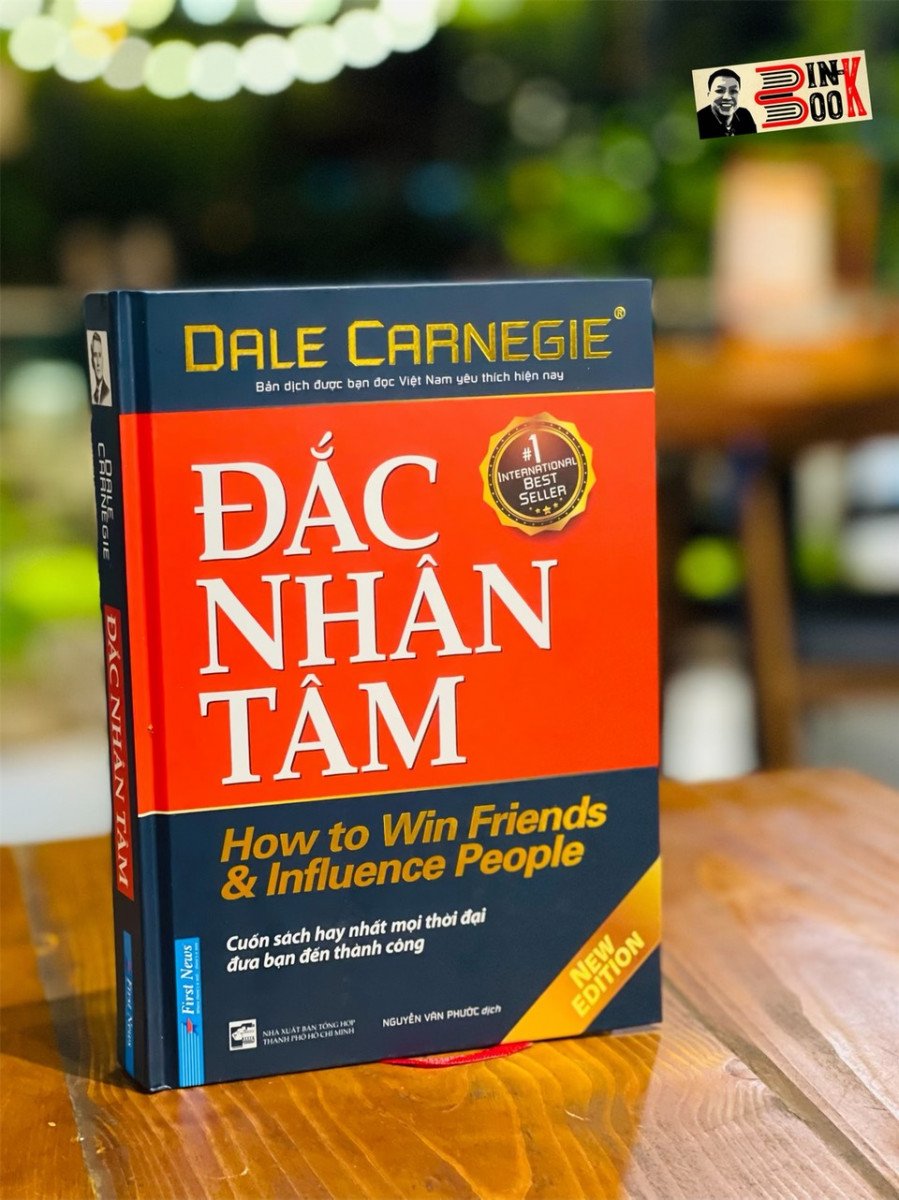 BIN BOOK
DALE CARNEGIE®
Bản dịch được bạn đọc Việt Nam yêu thích hiện nay
#1
INTERNATIONAL
BEST
SELLER
ĐẮC
NHÂN
TÂM
How to Win Friends
& Influence People
Cuốn sách hay nhất mọi thời đại
đưa bạn đến thành công
NEW
EDITION
First News
NHÀ XUẤT BẢN TỔNG HỢP
THÀNH PHỐ HỒ CHÍ MINH
NGUYỄN VĂN PHƯỚC dịch
DALE
CARNEGIE
ĐẮC NHÂN TÂM
First News